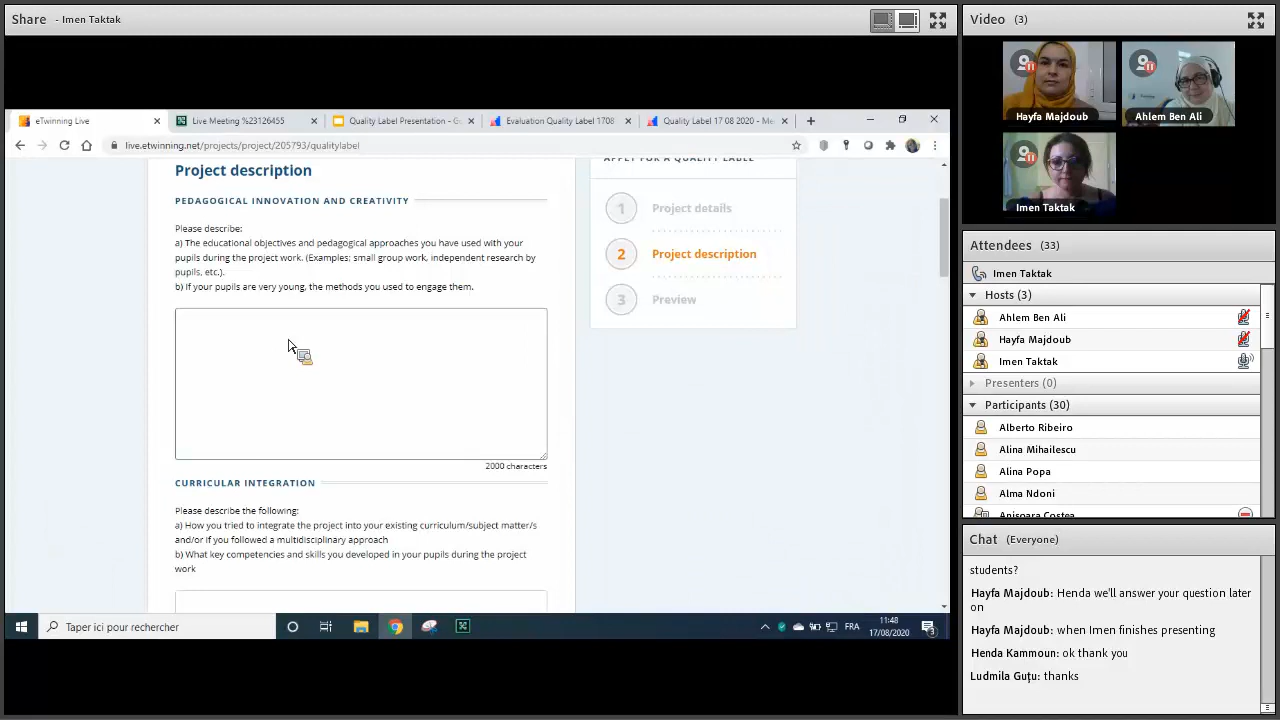 Share - Imen Taktak
eTwinning Live
Live Meeting %23126455
Quality Label Presentation - G
Evaluation Quality Label 1708
Quality Label 17 08 2020 - Me
live.etwinning.net/projects/project/205793/qualitylabel
Project description
PEDAGOGICAL INNOVATION AND CREATIVITY
Please describe:
a) The educational objectives and pedagogical approaches you have used with your
pupils during the project work. (Examples: small group work, independent research by
pupils, etc.).
b) If your pupils are very young, the methods you used to engage them.
2000 characters
CURRICULAR INTEGRATION
Please describe the following:
a) How you tried to integrate the project into your existing curriculum/subject matter/s
and/or if you followed a multidisciplinary approach
b) What key competencies and skills you developed in your pupils during the project
work
APPLY FOR A QUALITY LABEL
1 Project details
2 Project description
3 Preview
Taper ici pour rechercher
FRA
11:48
17/08/2020
3
Video (3)
Hayfa Majdoub
Ahlem Ben Ali
Imen Taktak
Attendees (33)
Imen Taktak
Hosts (3)
Ahlem Ben Ali
Hayfa Majdoub
Imen Taktak
Presenters (0)
Participants (30)
Alberto Ribeiro
Alina Mihailescu
Alina Popa
Alma Ndoni
Anisoara Costea
Chat (Everyone)
students?
Hayfa Majdoub: Henda we'll answer your question later
on
Hayfa Majdoub: when Imen finishes presenting
Henda Kammoun: ok thank you
Ludmila Guțu: thanks